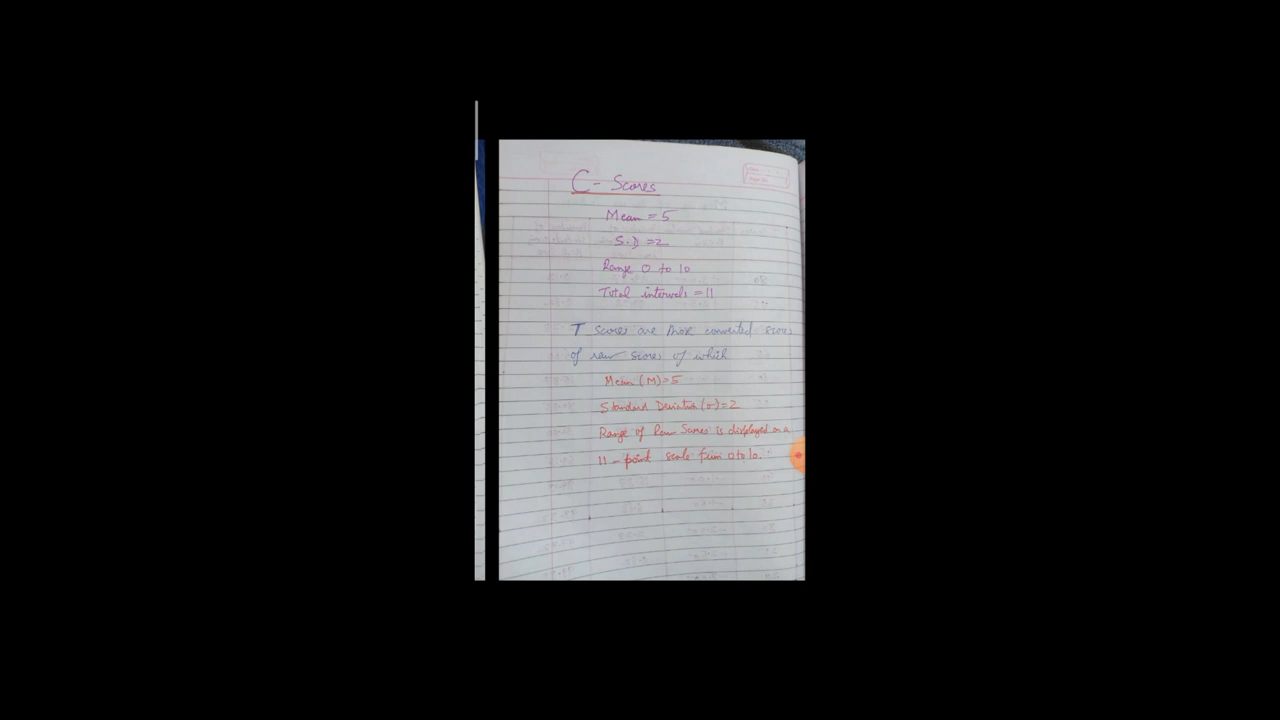 C - Scores
Mean = 5
S.D = 2
Range 0 to 10
Total intervals = 11
T scores are those converted scores
of raw scores of which
Mean (M) = 5
Standard Deviation (σ) = 2
Range of Raw Scores is displayed on a
11 - point scale from 0 to 10.